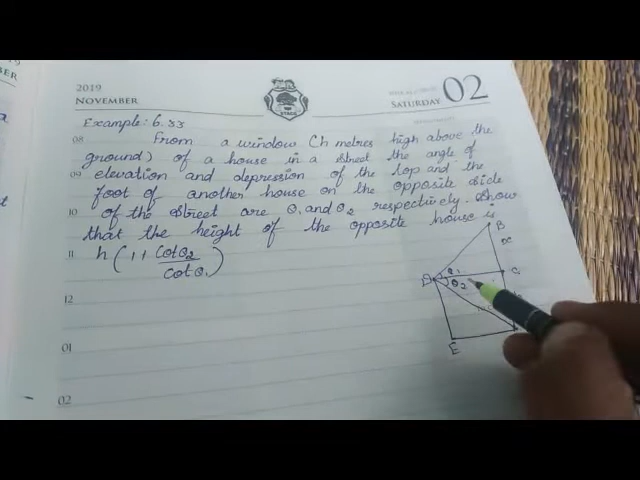 2019
NOVEMBER
STAGS
SATURDAY
02
Example: 6.33
08
From a window (h metres high above the
ground) of a house in a street the angle of
09
elevation and depression of the top and the
foot of another house on the opposite side
10
of the street are θ1 and θ2 respectively. Show
that the height of the opposite house is
11
h (1+ cotθ2
cotθ1)
12
01
02
B
x
D
θ1
C
θ2
E